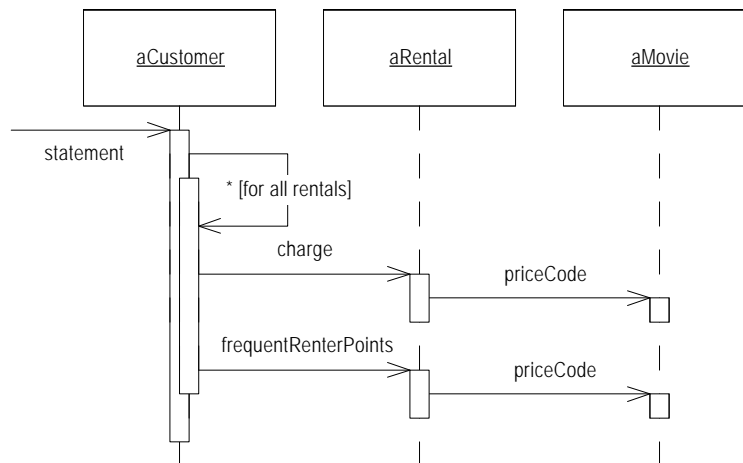 aCustomer
aRental
aMovie
statement
* [for all rentals]
charge
priceCode
frequentRenterPoints
priceCode